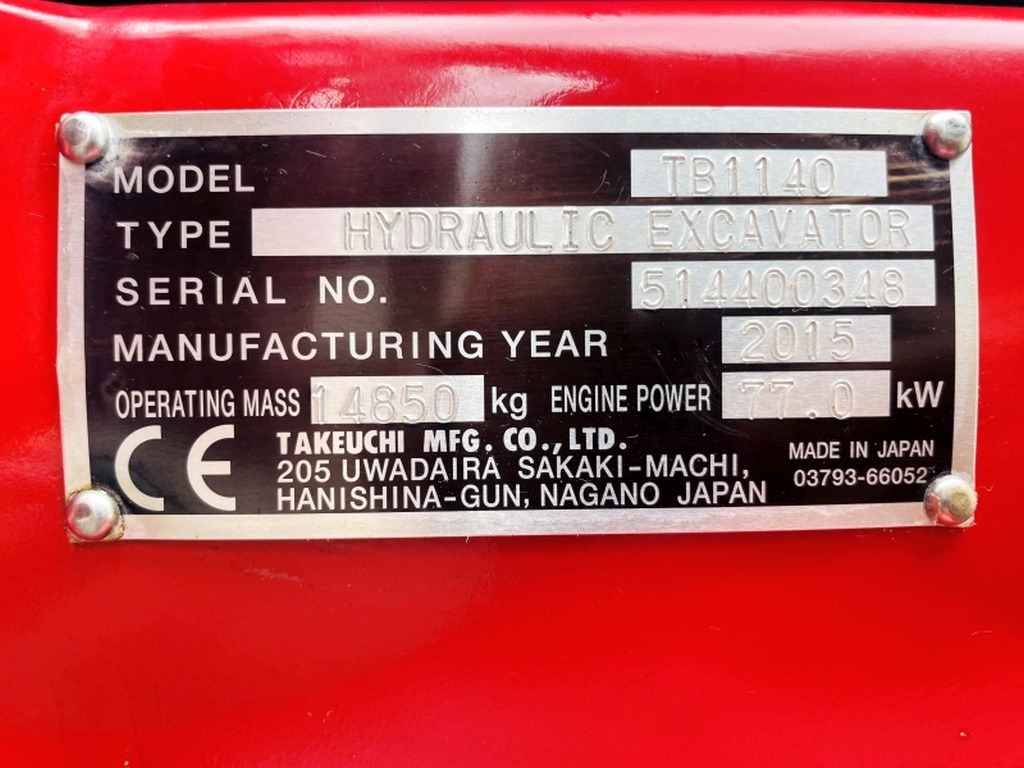 MODEL TB1140
TYPE HYDRAULIC EXCAVATOR
SERIAL NO. 514400348
MANUFACTURING YEAR 2015
OPERATING MASS 14850 kg ENGINE POWER 77.0 kW
CE
TAKEUCHI MFG. CO., LTD.
205 UWADAIRA SAKAKI-MACHI,
HANISHINA-GUN, NAGANO JAPAN
MADE IN JAPAN
03793-66052